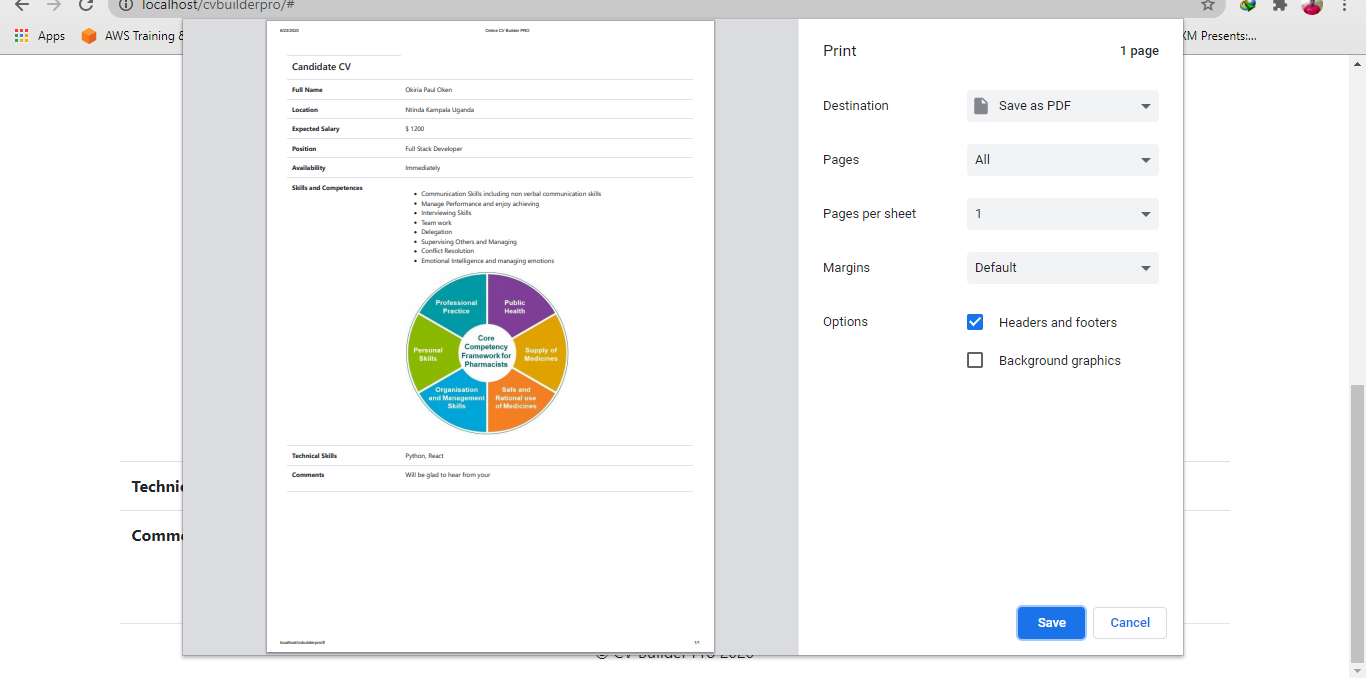 localhost/cvbuilderpro/#
Apps
AWS Training &
XM Presents:...
6/23/2020 Online CV Builder PRO
Candidate CV
Full Name Okiria Paul Oken
Location Ntinda Kampala Uganda
Expected Salary $ 1200
Position Full Stack Developer
Availability Immediately
Skills and Competences
• Communication Skills including non verbal communication skills
• Manage Performance and enjoy achieving
• Interviewing Skills
• Team work
• Delegation
• Supervising Others and Managing
• Conflict Resolution
• Emotional Intelligence and managing emotions
Professional
Practice
Public
Health
Personal
Skills
Core
Competency
Framework for
Pharmacists
Supply of
Medicines
Organisation
and Management
Skills
Safe and
Rational use
of Medicines
Technical Skills Python, React
Comments Will be glad to hear from your
localhost/cvbuilderpro/# 1/1
Print 1 page
Destination Save as PDF
Pages All
Pages per sheet 1
Margins Default
Options Headers and footers
Background graphics
Save Cancel
Techni
Comm
© CV Builder Pro 2020